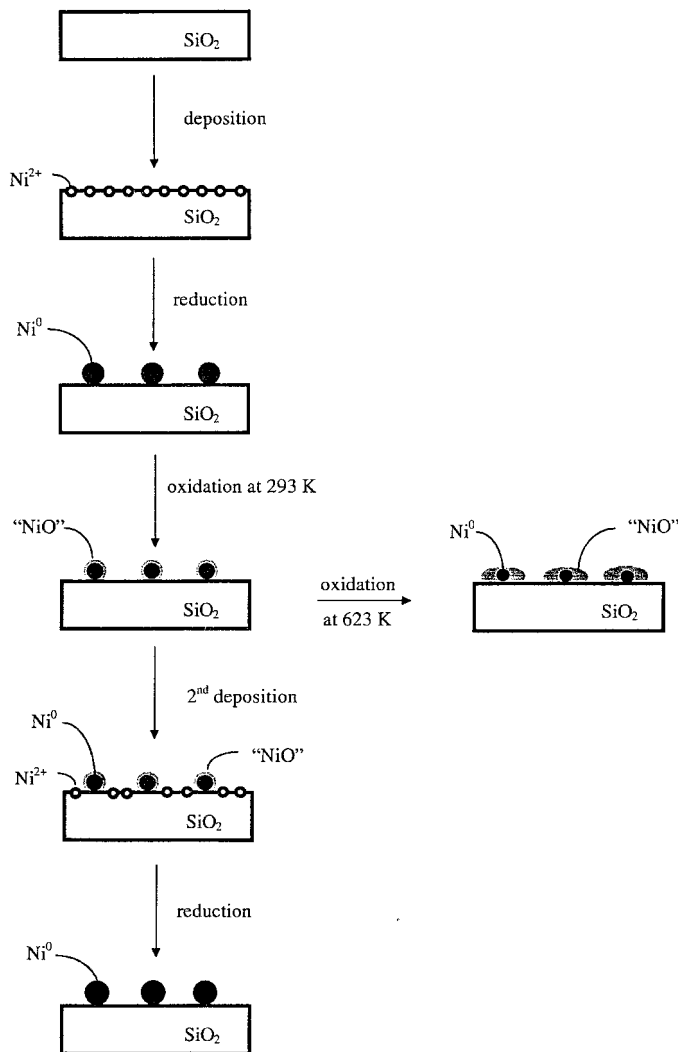 SiO₂
deposition
Ni²⁺
SiO₂
reduction
Ni⁰
SiO₂
oxidation at 293 K
“NiO”
SiO₂
oxidation
at 623 K
Ni⁰
“NiO”
SiO₂
2ⁿᵈ deposition
Ni⁰
“NiO”
Ni²⁺
SiO₂
reduction
Ni⁰
SiO₂